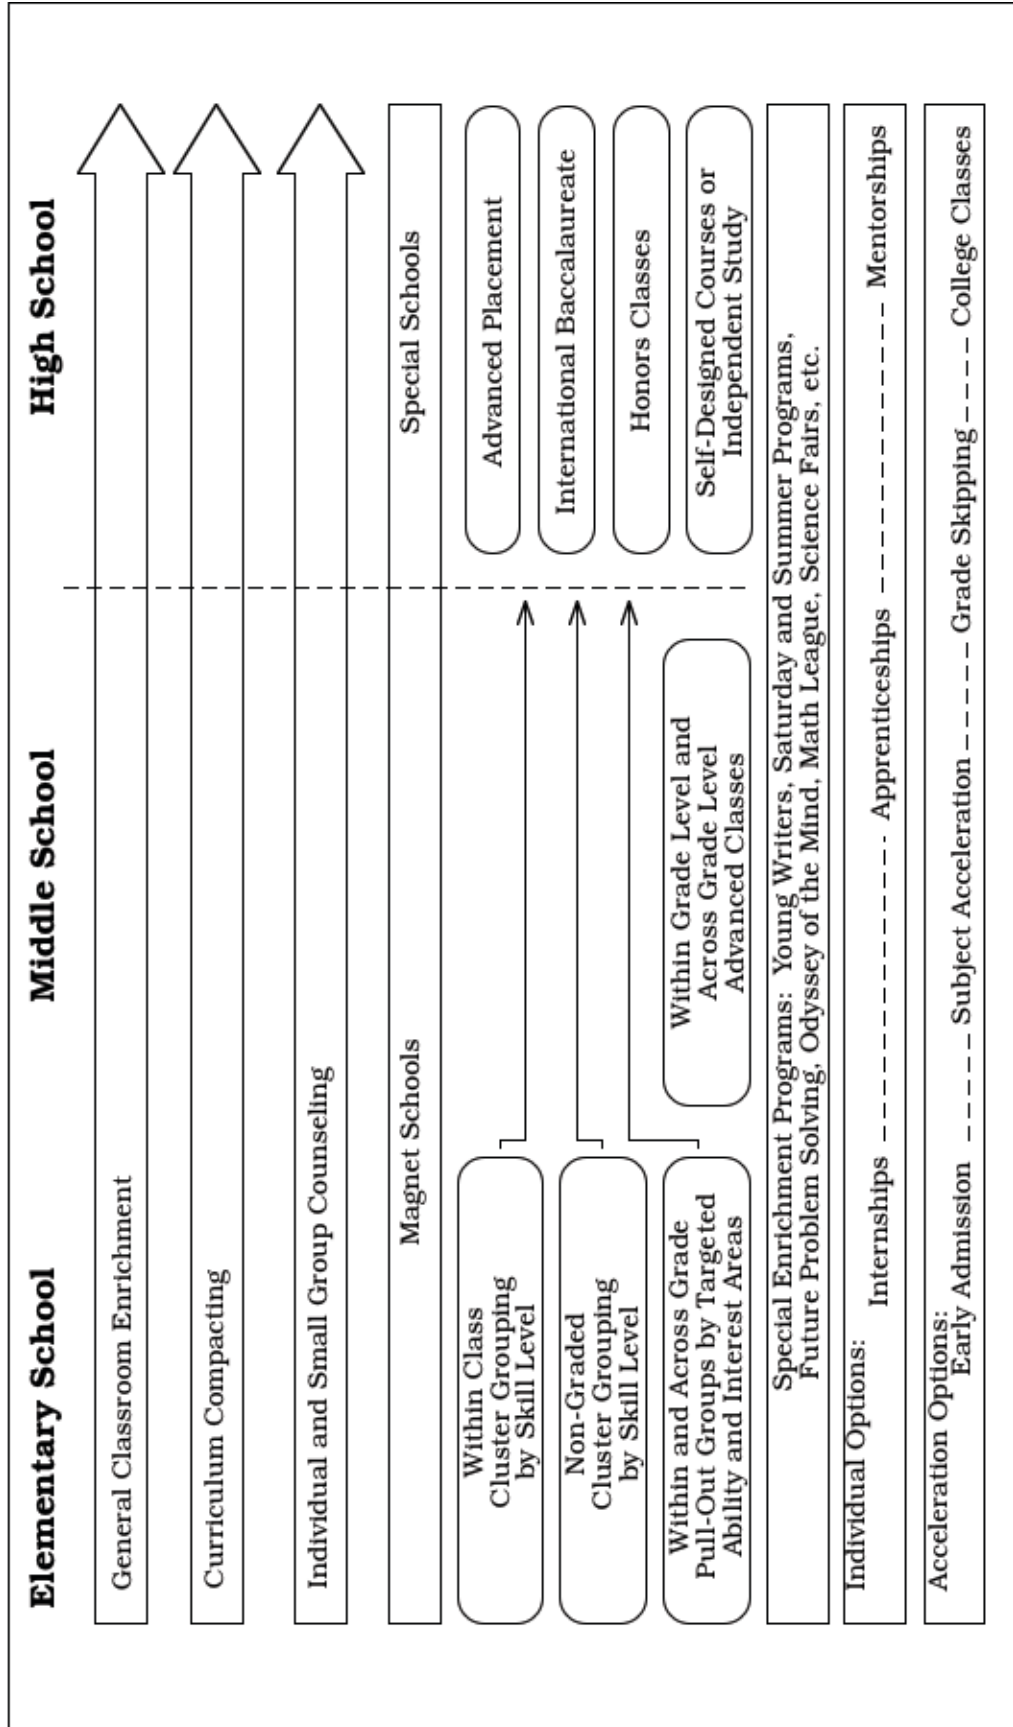 Elementary School
Middle School
High School
General Classroom Enrichment
Curriculum Compacting
Individual and Small Group Counseling
Magnet Schools
Special Schools
Within Class
Cluster Grouping
by Skill Level
Non-Graded
Cluster Grouping
by Skill Level
Within and Across Grade
Pull-Out Groups by Targeted
Ability and Interest Areas
Within Grade Level and
Across Grade Level
Advanced Classes
Advanced Placement
International Baccalaureate
Honors Classes
Self-Designed Courses or
Independent Study
Special Enrichment Programs: Young Writers, Saturday and Summer Programs,
Future Problem Solving, Odyssey of the Mind, Math League, Science Fairs, etc.
Individual Options:
Internships Apprenticeships Mentorships
Acceleration Options:
Early Admission Subject Acceleration Grade Skipping College Classes